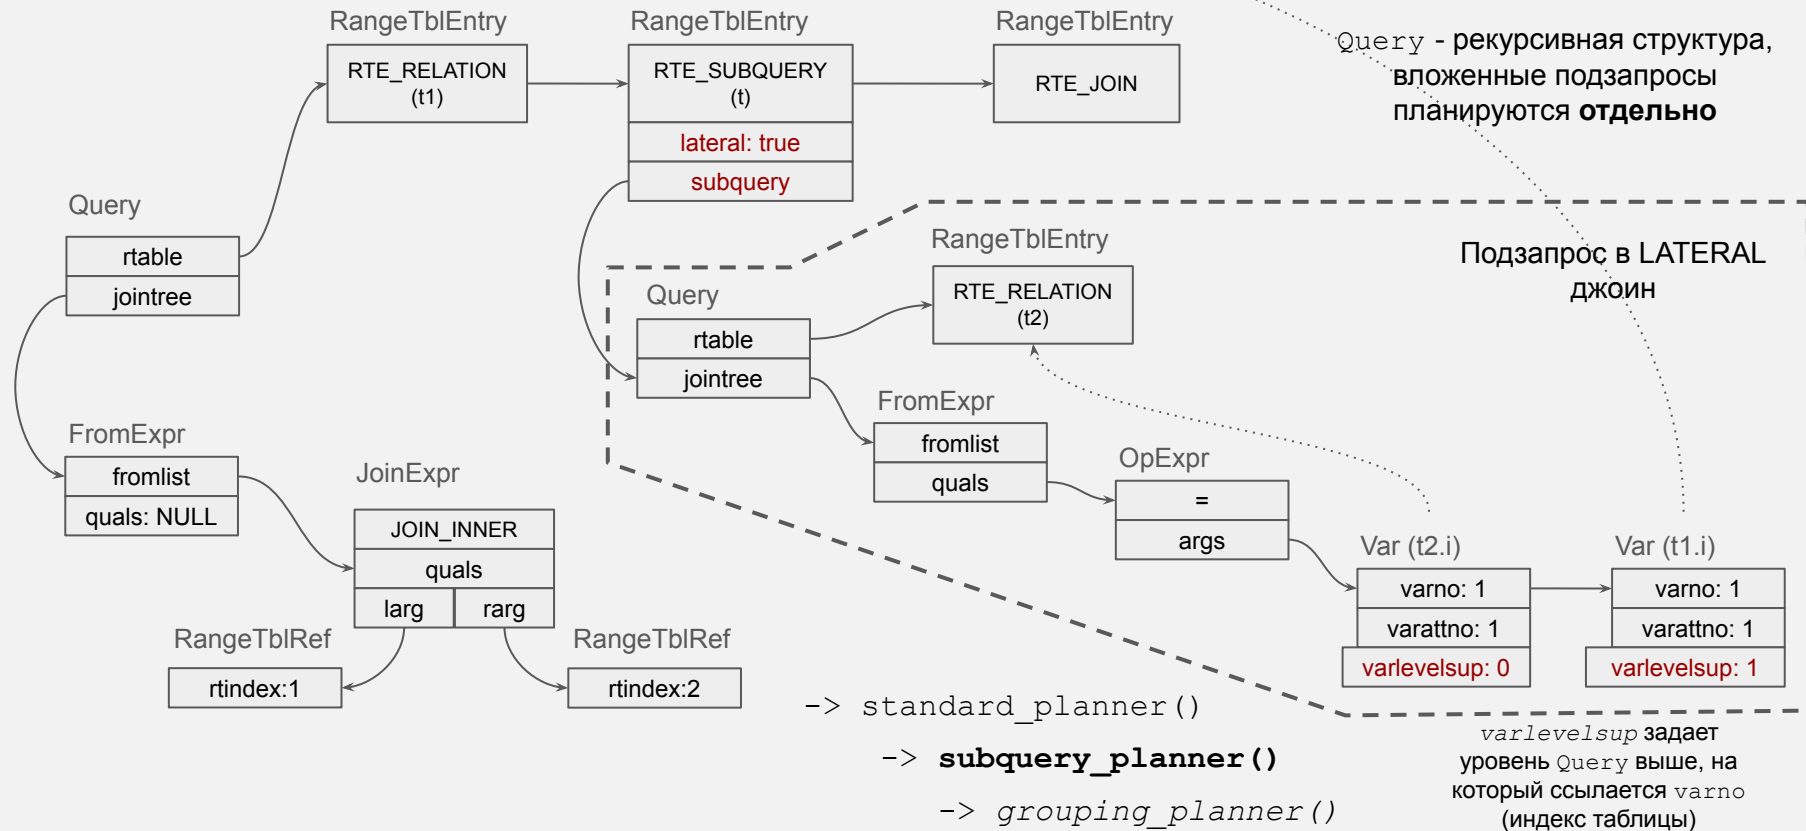 RangeTblEntry
RTE_RELATION
(t1)
RangeTblEntry
RTE_SUBQUERY
(t)
lateral: true
subquery
RangeTblEntry
RTE_JOIN
Query - рекурсивная структура,
вложенные подзапросы
планируются отдельно
Query
rtable
jointree
FromExpr
fromlist
quals: NULL
JoinExpr
JOIN_INNER
quals
larg
rarg
RangeTblRef
rtindex:1
RangeTblRef
rtindex:2
Подзапрос в LATERAL
джоин
Query
rtable
jointree
RangeTblEntry
RTE_RELATION
(t2)
FromExpr
fromlist
quals
OpExpr
=
args
Var (t2.i)
varno: 1
varattno: 1
varlevelsup: 0
Var (t1.i)
varno: 1
varattno: 1
varlevelsup: 1
-> standard_planner()
-> subquery_planner()
-> grouping_planner()
varlevelsup задает
уровень Query выше, на
который ссылается varno
(индекс таблицы)